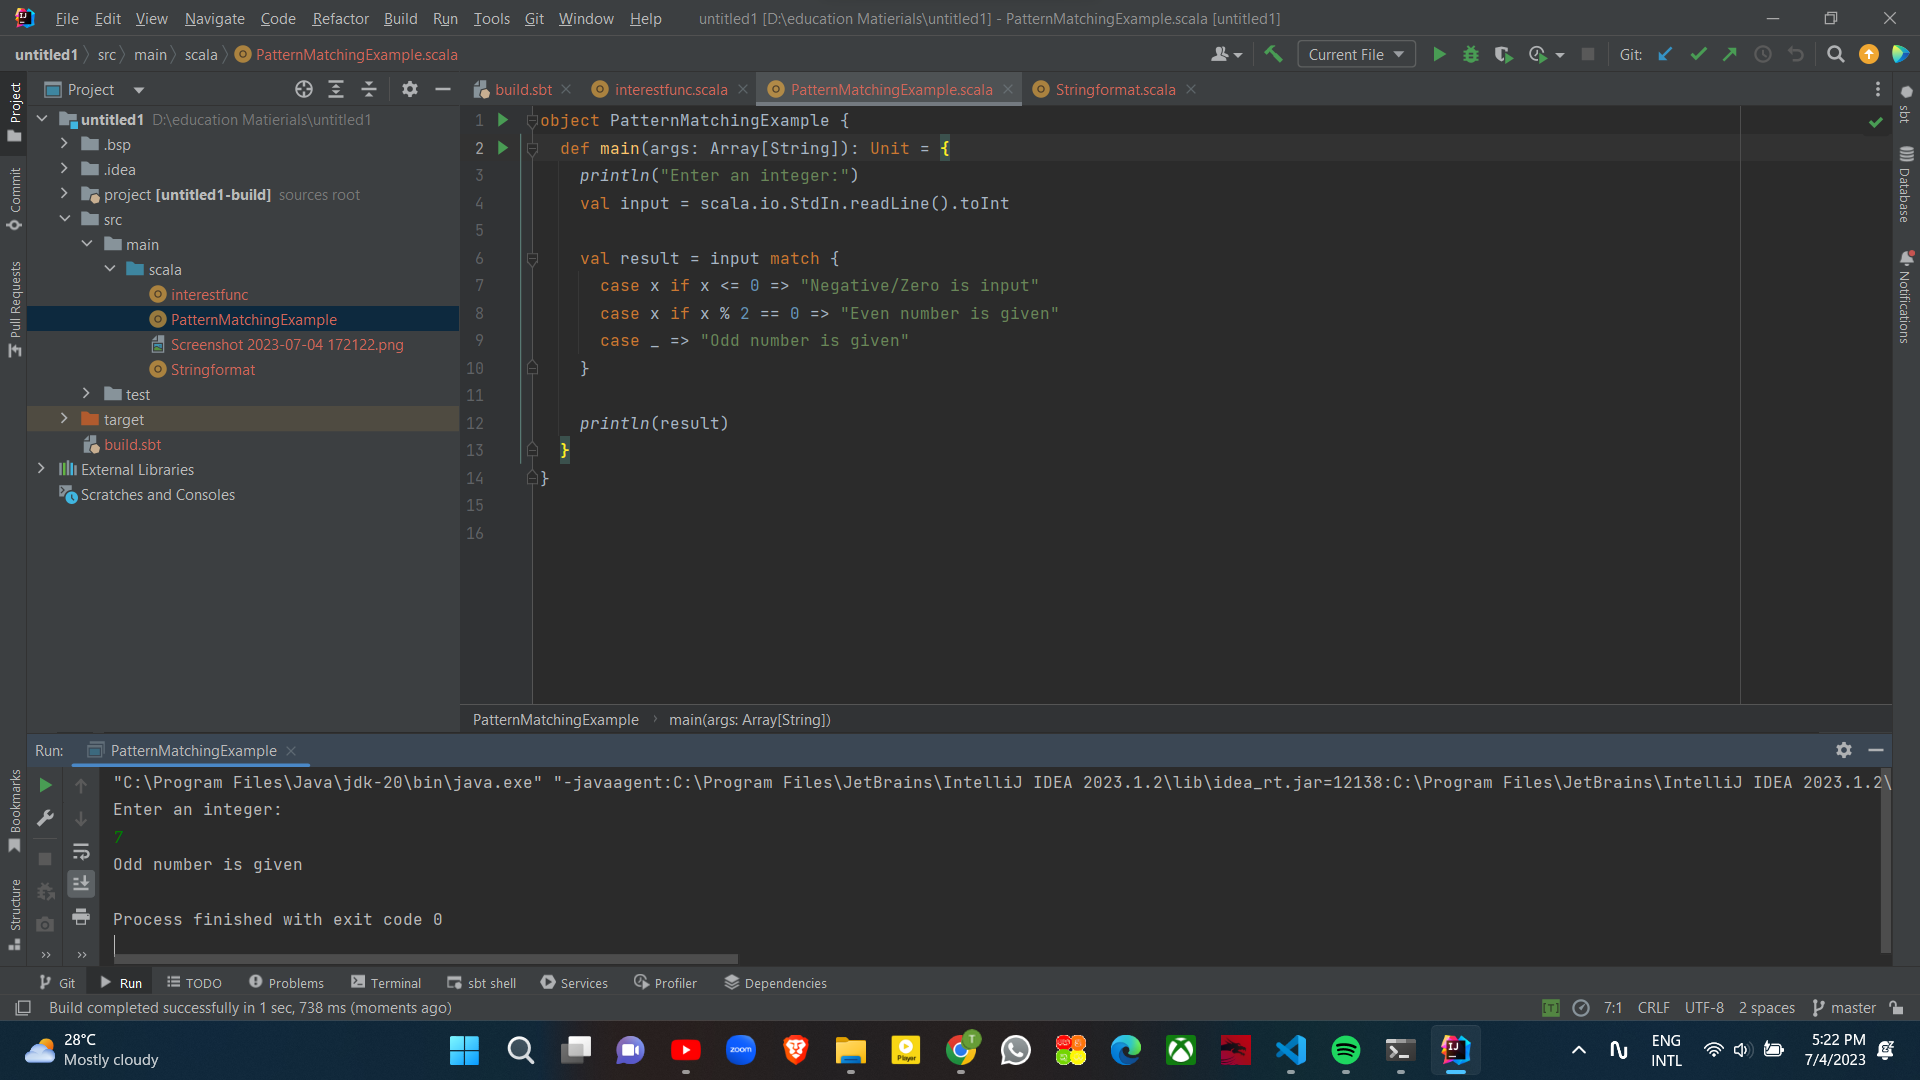 File Edit View Navigate Code Refactor Build Run Tools Git Window Help untitled1 [D:\education Matierials\untitled1] - PatternMatchingExample.scala [untitled1]
untitled1 src main scala PatternMatchingExample.scala Current File Git:
Project build.sbt interestfunc.scala PatternMatchingExample.scala Stringformat.scala
untitled1 D:\education Matierials\untitled1
.bsp
.idea
project [untitled1-build] sources root
src
main
scala
interestfunc
PatternMatchingExample
Screenshot 2023-07-04 172122.png
Stringformat
test
target
build.sbt
External Libraries
Scratches and Consoles
Project
Commit
Pull Requests
Bookmarks
Structure
1 object PatternMatchingExample {
2 def main(args: Array[String]): Unit = {
3 println("Enter an integer:")
4 val input = scala.io.StdIn.readLine().toInt
5
6 val result = input match {
7 case x if x <= 0 => "Negative/Zero is input"
8 case x if x % 2 == 0 => "Even number is given"
9 case _ => "Odd number is given"
10 }
11
12 println(result)
13 }
14 }
15
16
sbt
Database
Notifications
PatternMatchingExample main(args: Array[String])
Run: PatternMatchingExample
"C:\Program Files\Java\jdk-20\bin\java.exe" "-javaagent:C:\Program Files\JetBrains\IntelliJ IDEA 2023.1.2\lib\idea_rt.jar=12138:C:\Program Files\JetBrains\IntelliJ IDEA 2023.1.2\
Enter an integer:
7
Odd number is given
Process finished with exit code 0
Git Run TODO Problems Terminal sbt shell Services Profiler Dependencies
Build completed successfully in 1 sec, 738 ms (moments ago) [T] 7:1 CRLF UTF-8 2 spaces master
28°C
Mostly cloudy
zoom
Player
T
ENG
INTL
5:22 PM
7/4/2023